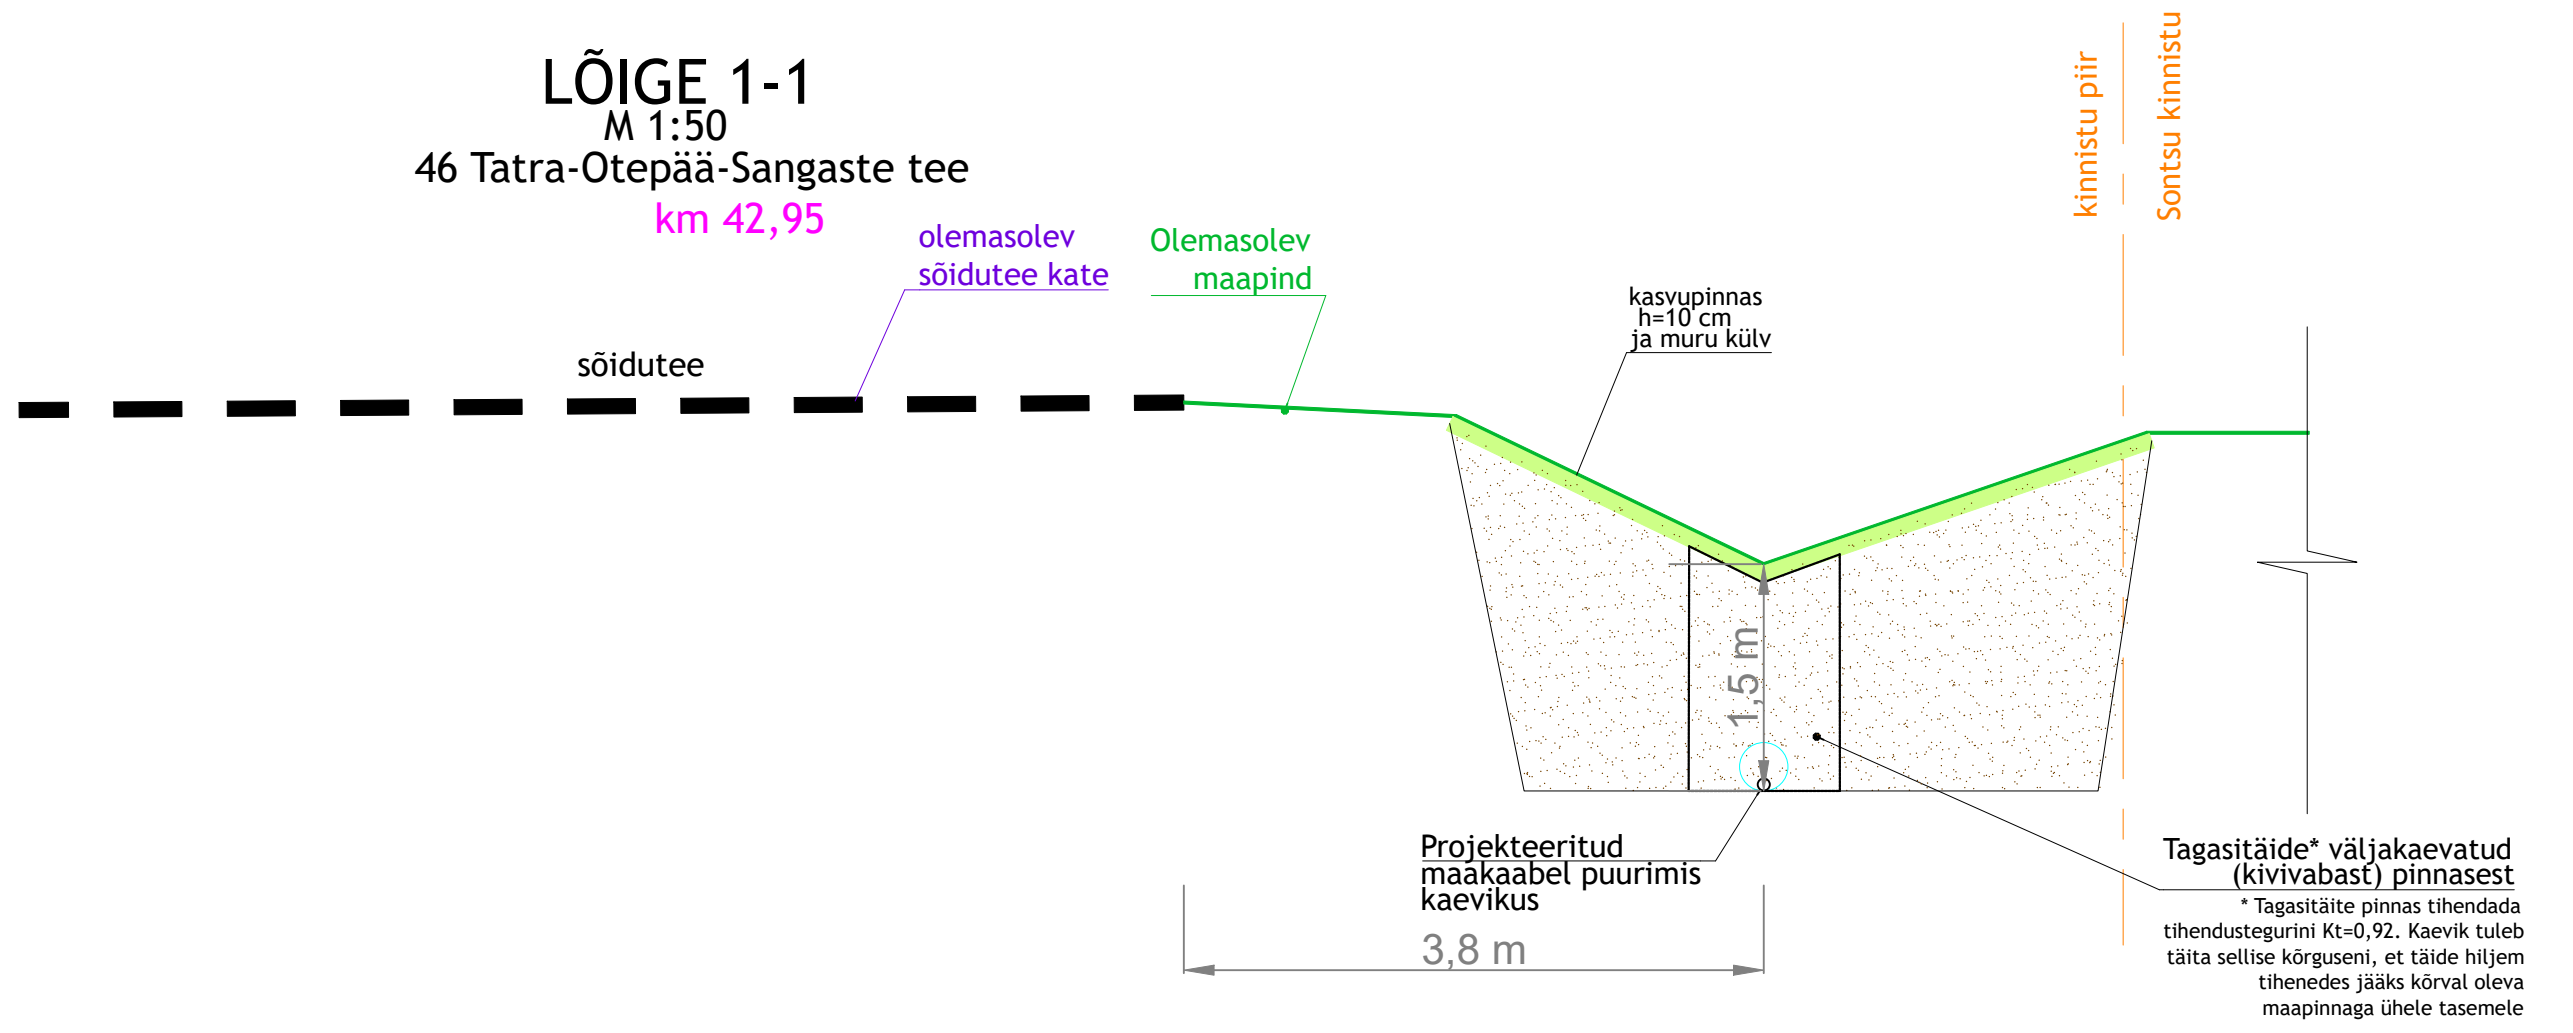 LÕIGE 1-1
M 1:50
46 Tatra-Otepää-Sangaste tee
km 42,95
olemasolev
sõidutee kate
Olemasolev
maapind
sõidutee
kasvupinnas
h=10 cm
ja muru külv
kinnistu piir
Sontsu kinnistu
1,5 m
Projekteeritud
maakaabel puurimis
kaevikus
3,8 m
Tagasitäide* väljakaevatud
(kivivabast) pinnasest
* Tagasitäite pinnas tihendada
tihendustegurini Kt=0,92. Kaevik tuleb
täita sellise kõrguseni, et täide hiljem
tihenedes jääks kõrval oleva
maapinnaga ühele tasemele